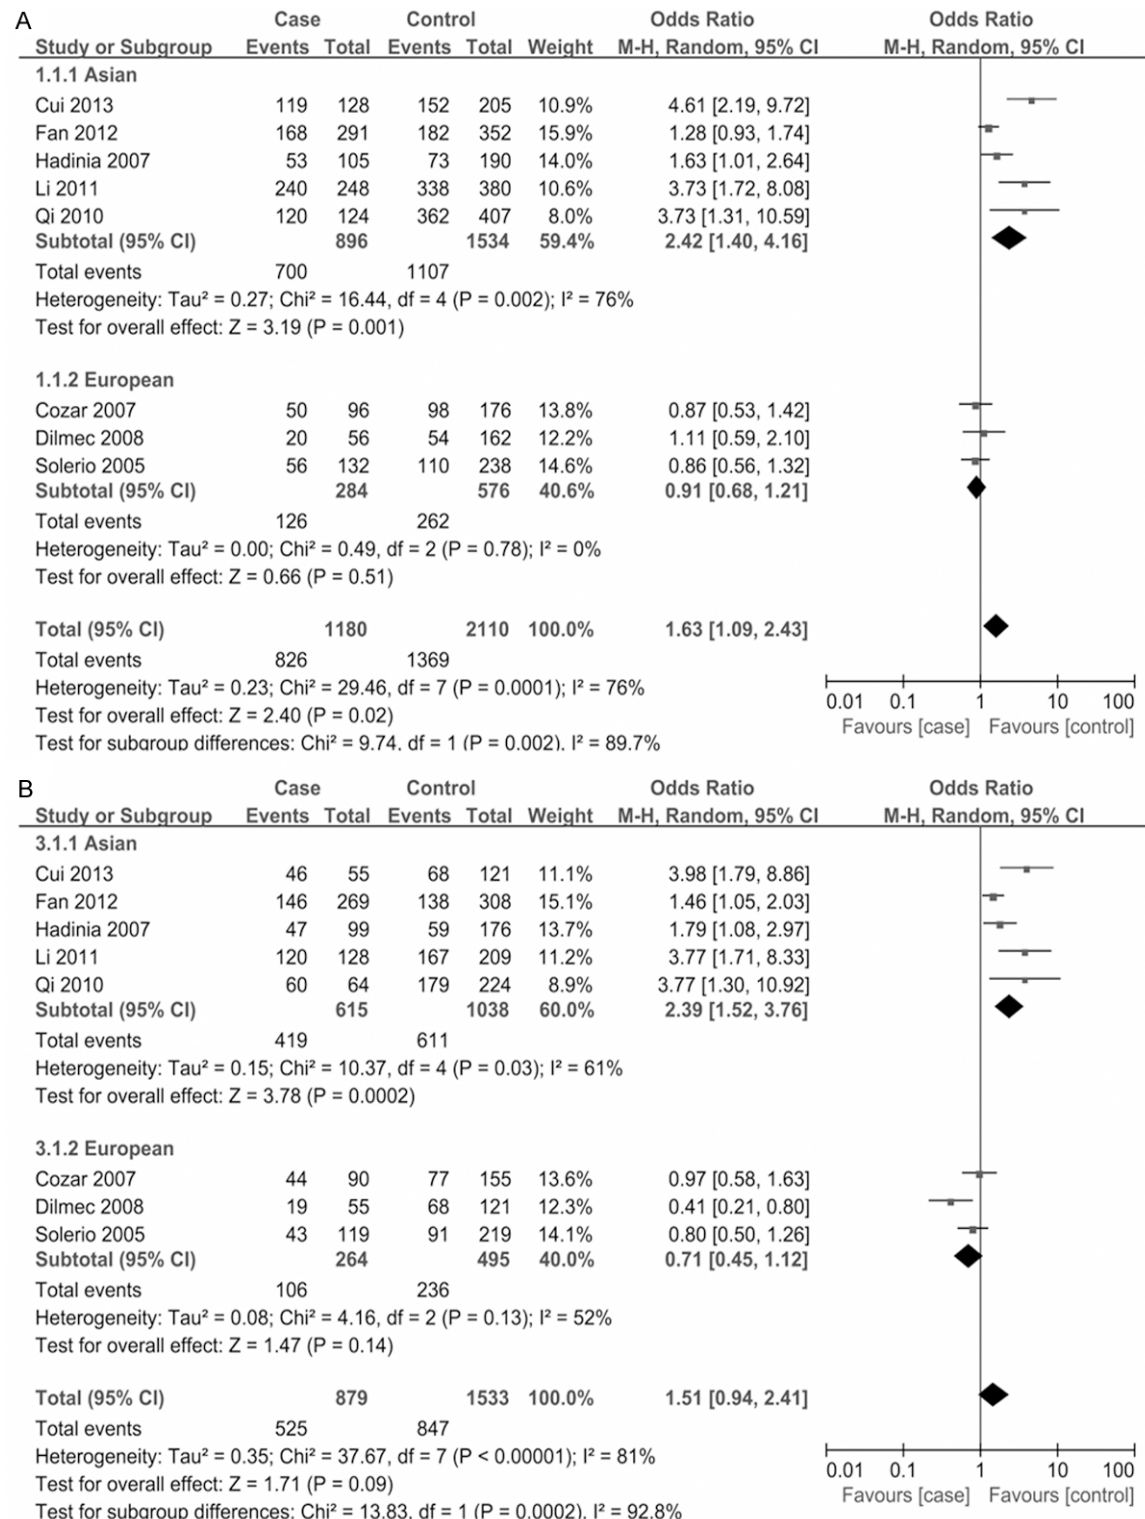 A
Case Control Odds Ratio Odds Ratio
Study or Subgroup Events Total Events Total Weight M-H, Random, 95% CI M-H, Random, 95% CI
1.1.1 Asian
Cui 2013 119 128 152 205 10.9% 4.61 [2.19, 9.72]
Fan 2012 168 291 182 352 15.9% 1.28 [0.93, 1.74]
Hadinia 2007 53 105 73 190 14.0% 1.63 [1.01, 2.64]
Li 2011 240 248 338 380 10.6% 3.73 [1.72, 8.08]
Qi 2010 120 124 362 407 8.0% 3.73 [1.31, 10.59]
Subtotal (95% CI) 896 1534 59.4% 2.42 [1.40, 4.16]
Total events 700 1107
Heterogeneity: Tau² = 0.27; Chi² = 16.44, df = 4 (P = 0.002); I² = 76%
Test for overall effect: Z = 3.19 (P = 0.001)
1.1.2 European
Cozar 2007 50 96 98 176 13.8% 0.87 [0.53, 1.42]
Dilmec 2008 20 56 54 162 12.2% 1.11 [0.59, 2.10]
Solerio 2005 56 132 110 238 14.6% 0.86 [0.56, 1.32]
Subtotal (95% CI) 284 576 40.6% 0.91 [0.68, 1.21]
Total events 126 262
Heterogeneity: Tau² = 0.00; Chi² = 0.49, df = 2 (P = 0.78); I² = 0%
Test for overall effect: Z = 0.66 (P = 0.51)
Total (95% CI) 1180 2110 100.0% 1.63 [1.09, 2.43]
Total events 826 1369
Heterogeneity: Tau² = 0.23; Chi² = 29.46, df = 7 (P = 0.0001); I² = 76%
Test for overall effect: Z = 2.40 (P = 0.02)
Test for subgroup differences: Chi² = 9.74, df = 1 (P = 0.002), I² = 89.7%
0.01 0.1 1 10 100
Favours [case] Favours [control]
B
Case Control Odds Ratio Odds Ratio
Study or Subgroup Events Total Events Total Weight M-H, Random, 95% CI M-H, Random, 95% CI
3.1.1 Asian
Cui 2013 46 55 68 121 11.1% 3.98 [1.79, 8.86]
Fan 2012 146 269 138 308 15.1% 1.46 [1.05, 2.03]
Hadinia 2007 47 99 59 176 13.7% 1.79 [1.08, 2.97]
Li 2011 120 128 167 209 11.2% 3.77 [1.71, 8.33]
Qi 2010 60 64 179 224 8.9% 3.77 [1.30, 10.92]
Subtotal (95% CI) 615 1038 60.0% 2.39 [1.52, 3.76]
Total events 419 611
Heterogeneity: Tau² = 0.15; Chi² = 10.37, df = 4 (P = 0.03); I² = 61%
Test for overall effect: Z = 3.78 (P = 0.0002)
3.1.2 European
Cozar 2007 44 90 77 155 13.6% 0.97 [0.58, 1.63]
Dilmec 2008 19 55 68 121 12.3% 0.41 [0.21, 0.80]
Solerio 2005 43 119 91 219 14.1% 0.80 [0.50, 1.26]
Subtotal (95% CI) 264 495 40.0% 0.71 [0.45, 1.12]
Total events 106 236
Heterogeneity: Tau² = 0.08; Chi² = 4.16, df = 2 (P = 0.13); I² = 52%
Test for overall effect: Z = 1.47 (P = 0.14)
Total (95% CI) 879 1533 100.0% 1.51 [0.94, 2.41]
Total events 525 847
Heterogeneity: Tau² = 0.35; Chi² = 37.67, df = 7 (P < 0.00001); I² = 81%
Test for overall effect: Z = 1.71 (P = 0.09)
Test for subgroup differences: Chi² = 13.83, df = 1 (P = 0.0002), I² = 92.8%
0.01 0.1 1 10 100
Favours [case] Favours [control]